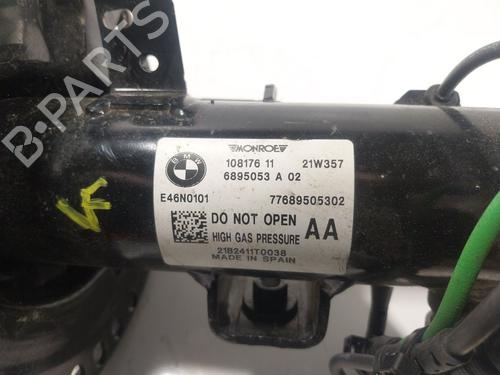 B-PARTS
MONROE
BMW
108176 11 21W357
6895053 A 02
E46N0101 77689505302
DO NOT OPEN
HIGH GAS PRESSURE
AA
21B2411T0038
MADE IN SPAIN